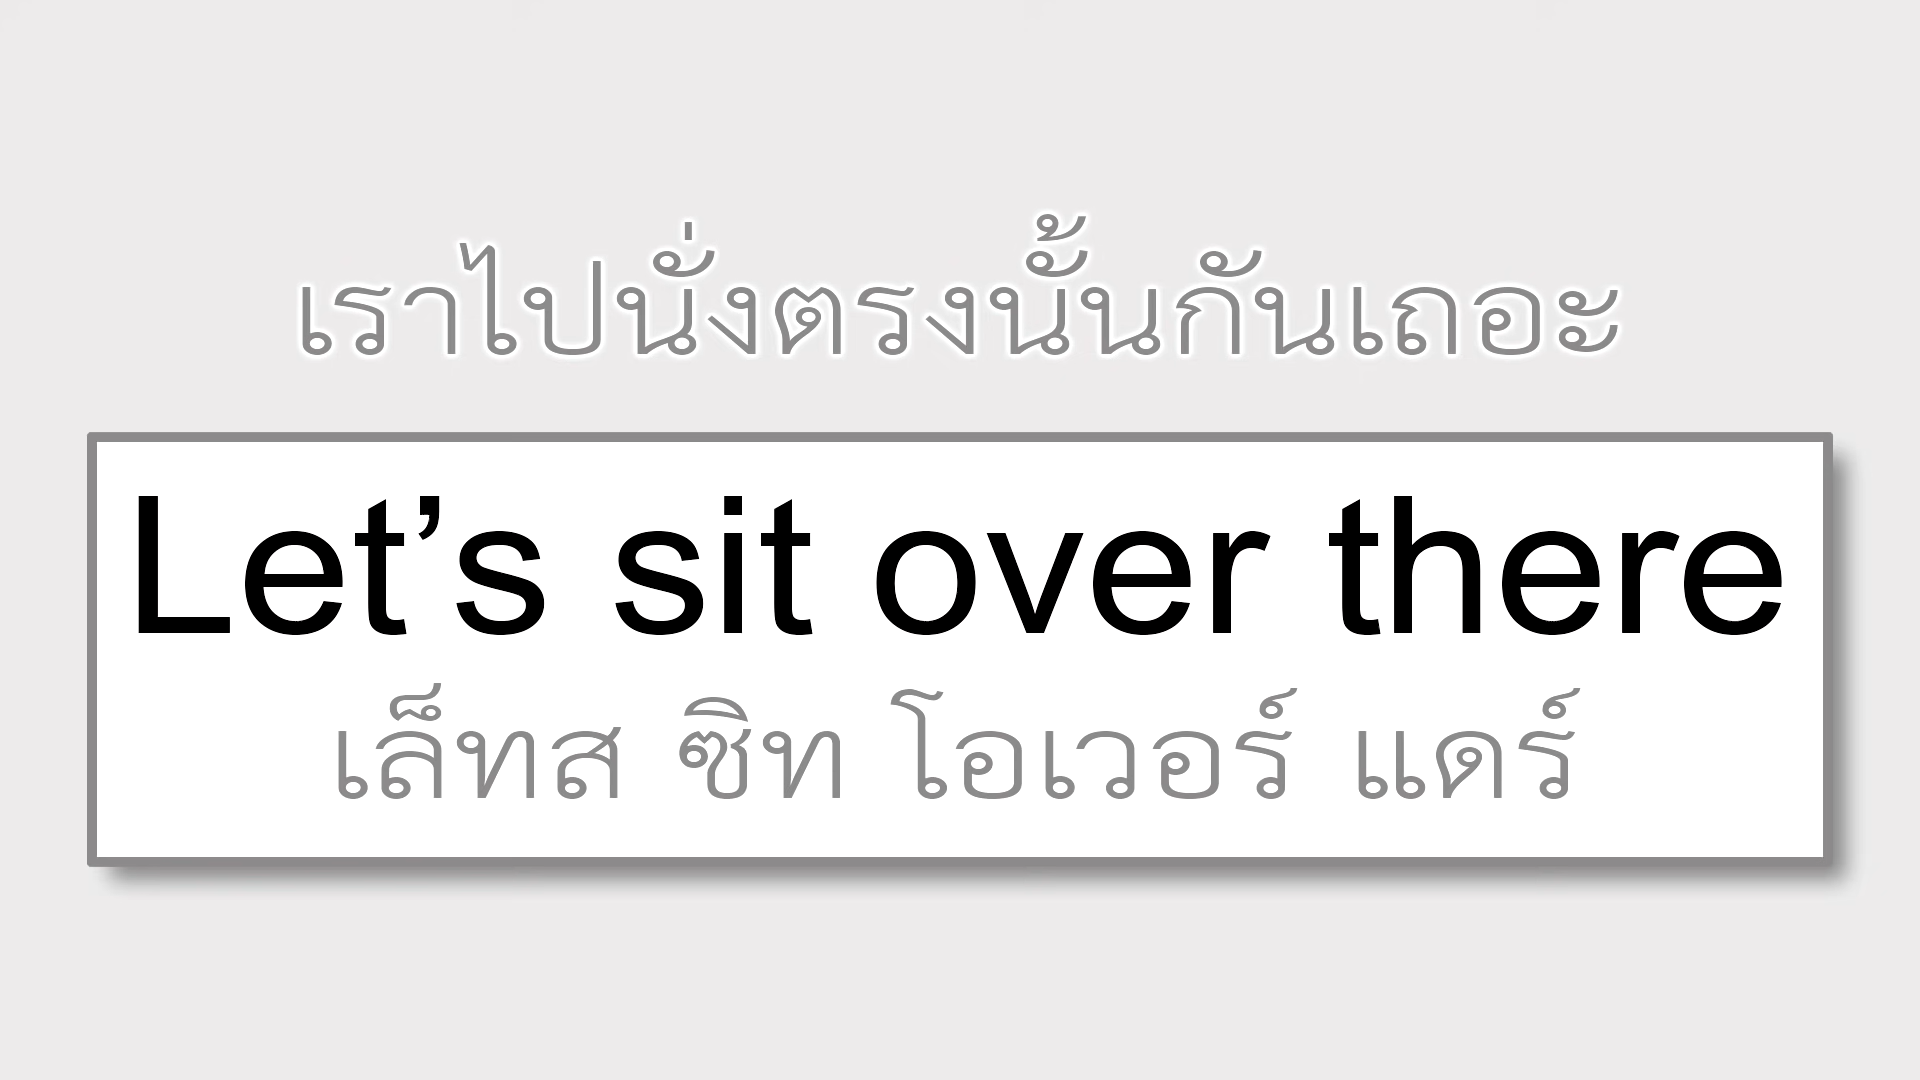 เราไปนั่งตรงนั้นกันเถอะ
Let’s sit over there
เล็ทส ซิท โอเวอร์ แดร์